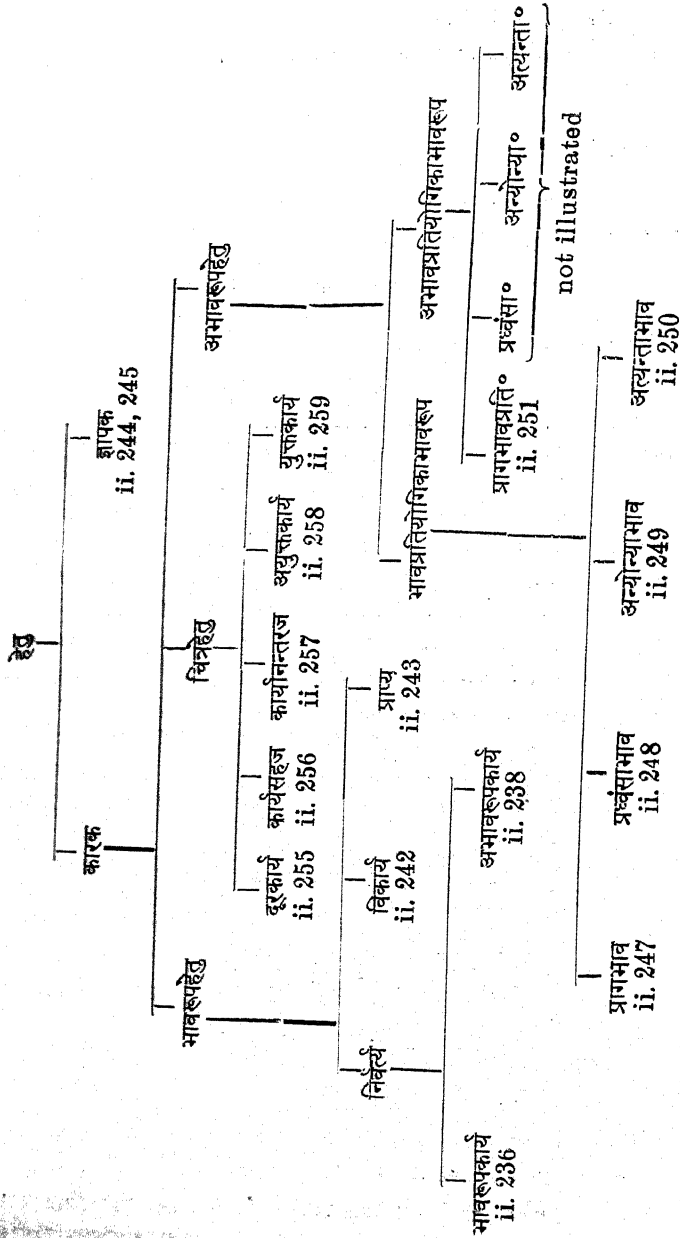 हेतु
कारक
ज्ञापक
ii. 244, 245
भावरूपहेतु
चित्रहेतु
अभावरूपहेतु
दूरकार्य
ii. 255
कार्यसहज
ii. 256
कार्यानन्तरज
ii. 257
अयुक्तकार्य
ii. 258
युक्तकार्य
ii. 259
निर्वर्त्य
विकार्य
ii. 242
प्राप्य
ii. 243
भावप्रतियोगिकाभावरूप
अभावप्रतियोगिकाभावरूप
भावरूपकार्य
ii. 236
अभावरूपकार्य
ii. 238
प्रागभावप्रति०
ii. 251
प्रध्वंसा०
अन्योन्या०
अत्यन्ता०
not illustrated
प्रागभाव
ii. 247
प्रध्वंसाभाव
ii. 248
अन्योन्याभाव
ii. 249
अत्यन्ताभाव
ii. 250